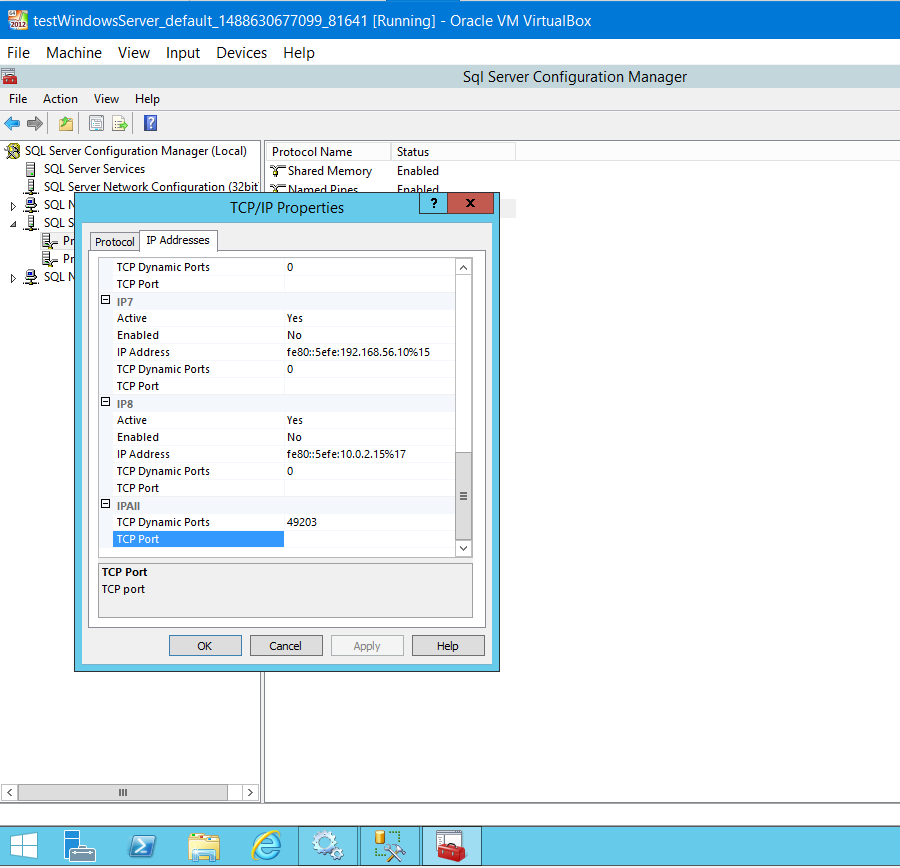 testWindowsServer_default_1488630677099_81641 [Running] - Oracle VM VirtualBox
File Machine View Input Devices Help
Sql Server Configuration Manager
File Action View Help
SQL Server Configuration Manager (Local)
SQL Server Services
SQL Server Network Configuration (32bit
SQL N
SQL S
Pr
Pr
SQL N
Protocol Name Status
Shared Memory Enabled
Named Pipes Enabled
TCP/IP Properties
? X
Protocol IP Addresses
TCP Dynamic Ports 0
TCP Port
IP7
Active Yes
Enabled No
IP Address fe80::5efe:192.168.56.10%15
TCP Dynamic Ports 0
TCP Port
IP8
Active Yes
Enabled No
IP Address fe80::5efe:10.0.2.15%17
TCP Dynamic Ports 0
TCP Port
IPAll
TCP Dynamic Ports 49203
TCP Port
TCP Port
TCP port
OK Cancel Apply Help